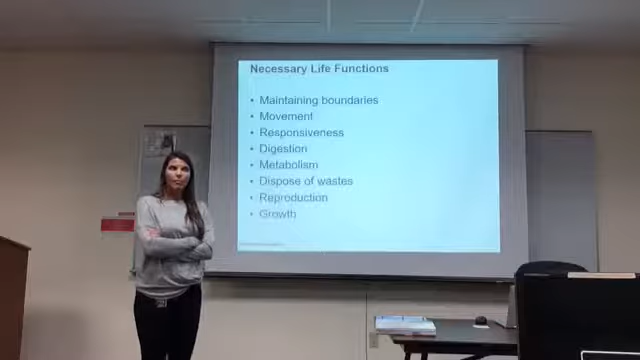 Necessary Life Functions
• Maintaining boundaries
• Movement
• Responsiveness
• Digestion
• Metabolism
• Dispose of wastes
• Reproduction
• Growth